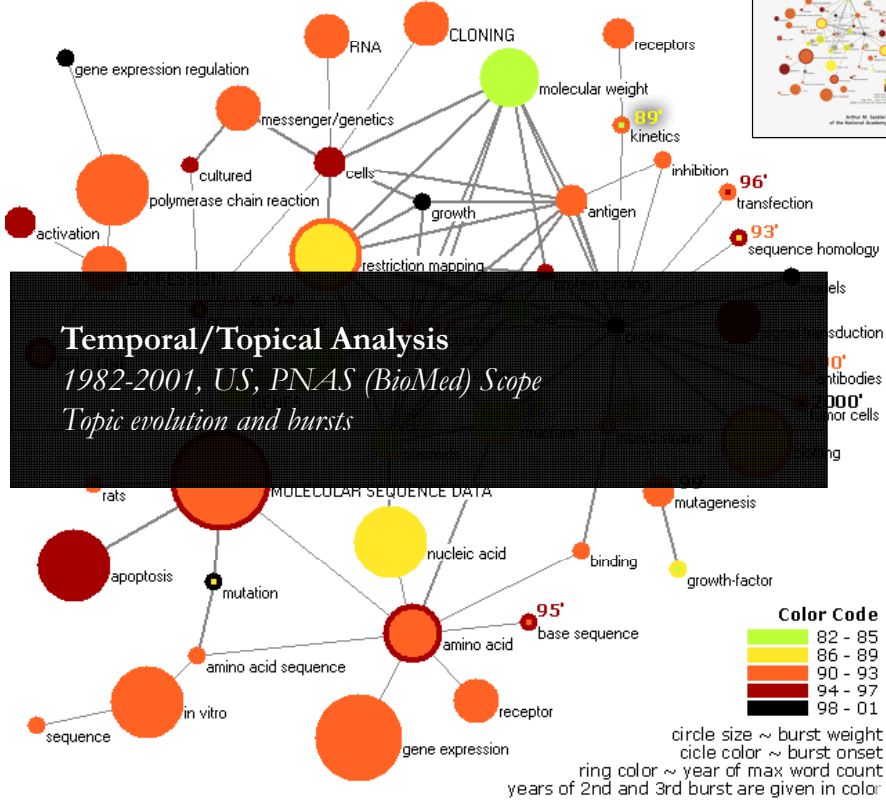 RNA
CLONING
receptors
gene expression regulation
molecular weight
messenger/genetics
89'
kinetics
cultured
cells
inhibition
polymerase chain reaction
96'
transfection
growth
antigen
activation
93'
sequence homology
restriction mapping
protein binding
models
Temporal/Topical Analysis
1982-2001, US, PNAS (BioMed) Scope
Topic evolution and bursts
antibodies
2000'
tumor cells
rats
MOLECULAR SEQUENCE DATA
mutagenesis
nucleic acid
apoptosis
binding
growth-factor
mutation
95'
base sequence
amino acid
amino acid sequence
in vitro
receptor
sequence
gene expression
Color Code
82 - 85
86 - 89
90 - 93
94 - 97
98 - 01
circle size ~ burst weight
cicle color ~ burst onset
ring color ~ year of max word count
years of 2nd and 3rd burst are given in color